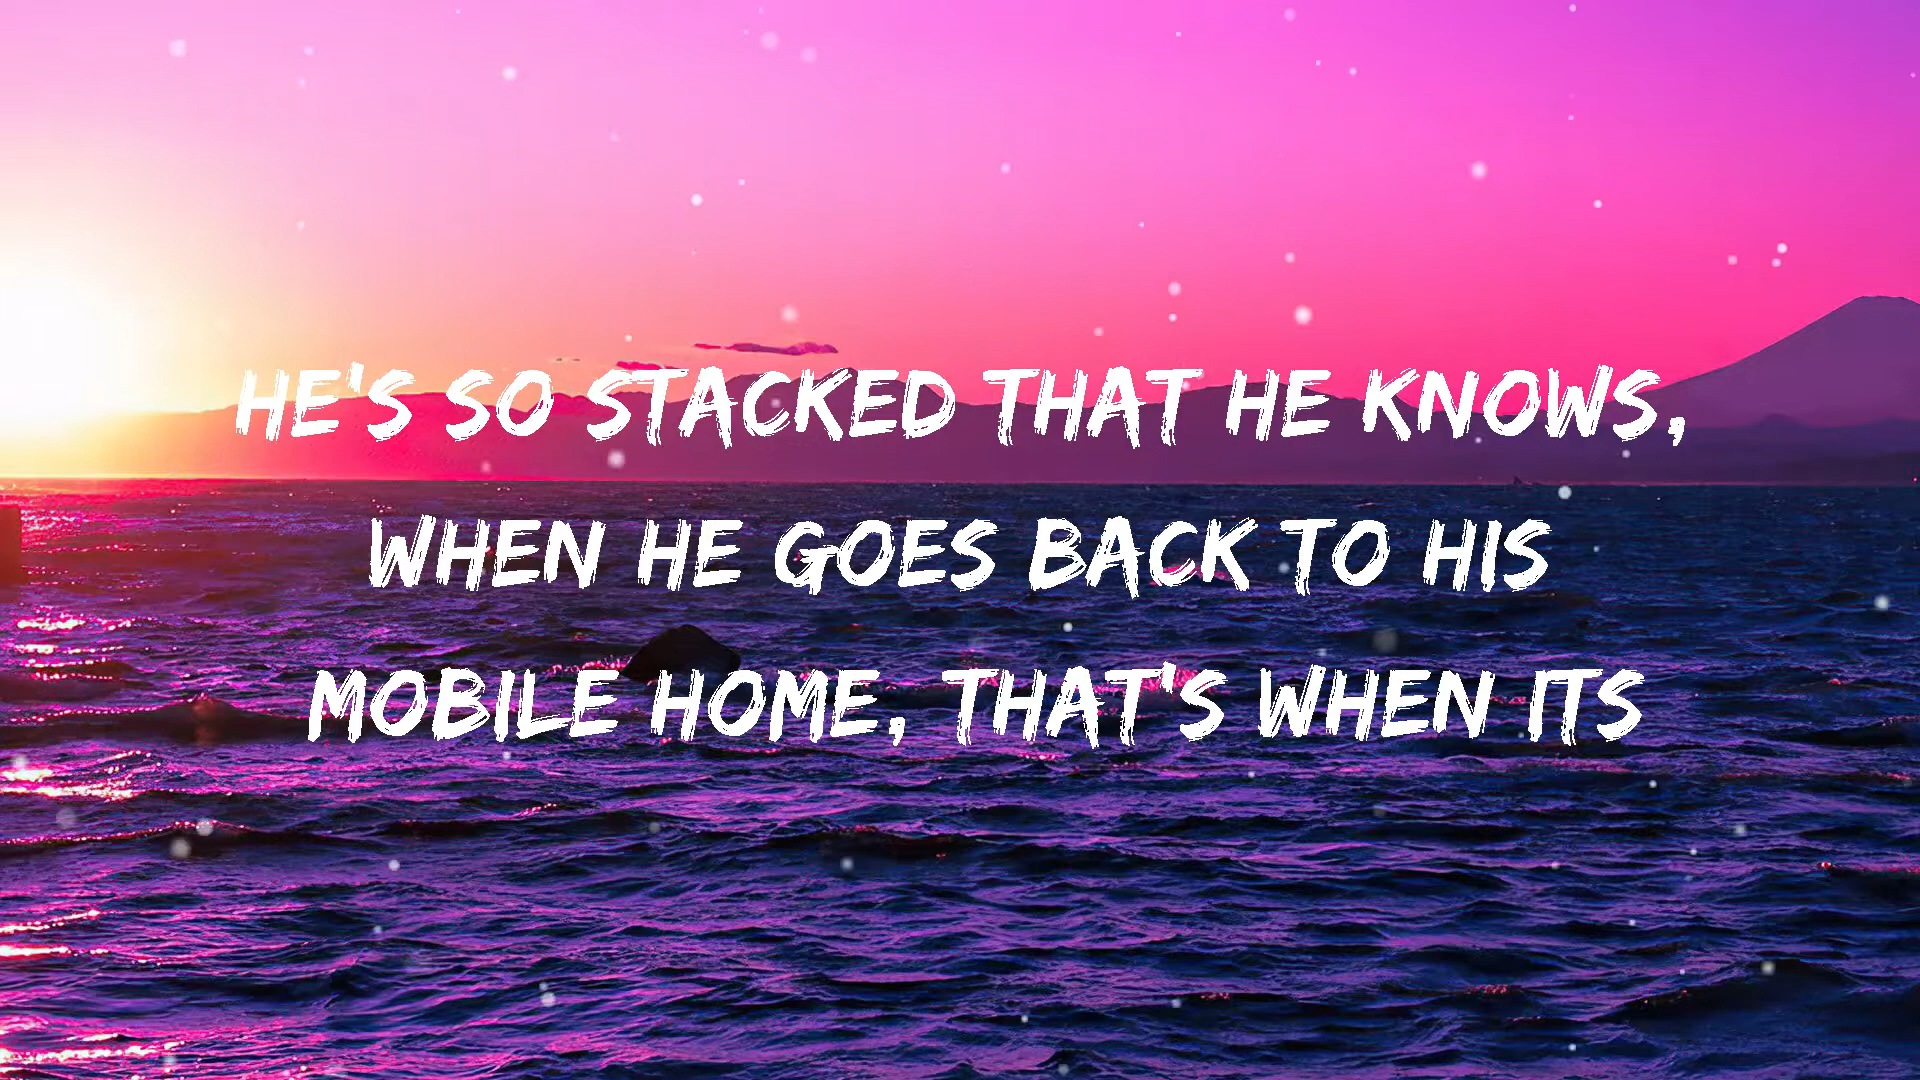 HE'S SO STACKED THAT HE KNOWS,
WHEN HE GOES BACK TO HIS
MOBILE HOME, THAT'S WHEN ITS